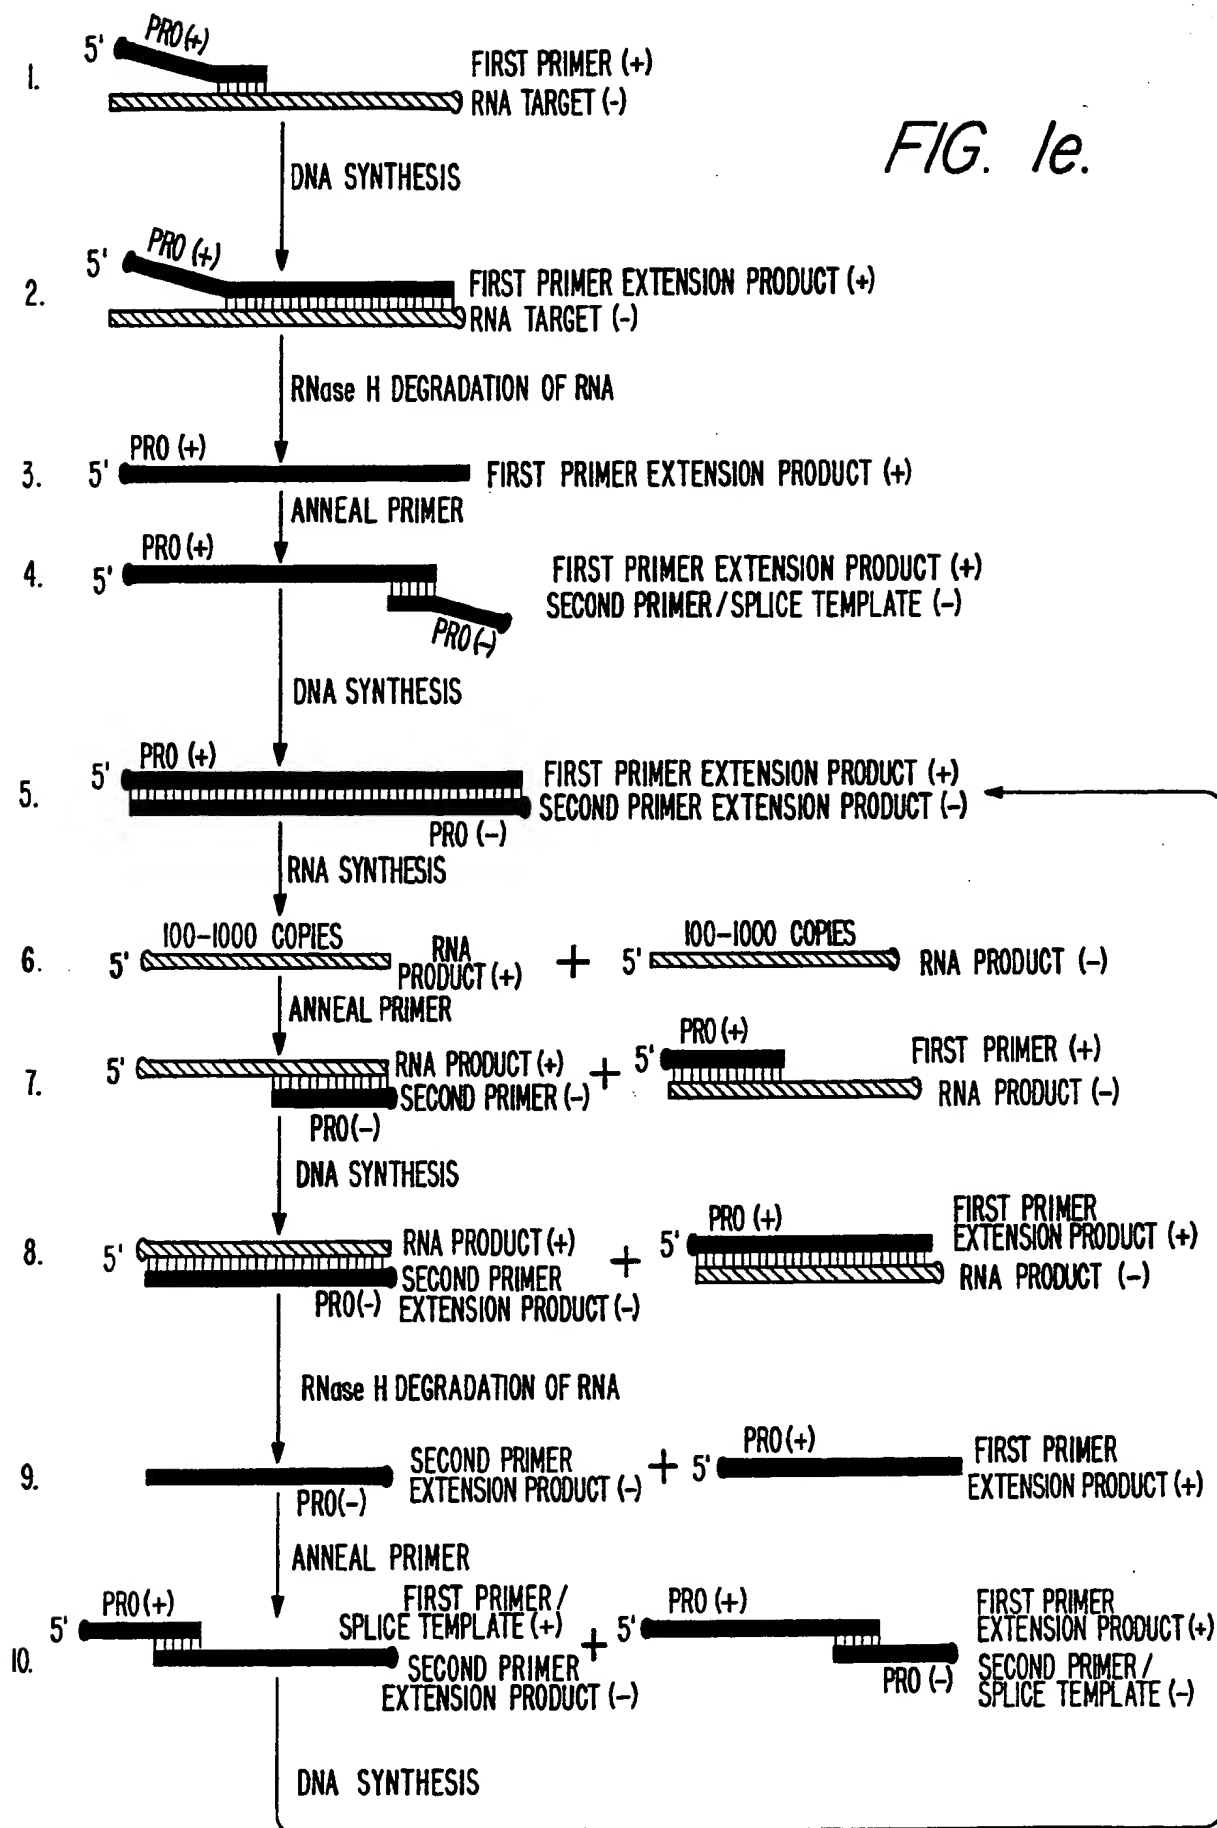 FIG. 1e.
1.
5'
PRO(+)
FIRST PRIMER (+)
RNA TARGET (-)
DNA SYNTHESIS
2.
5'
PRO (+)
FIRST PRIMER EXTENSION PRODUCT (+)
RNA TARGET (-)
RNase H DEGRADATION OF RNA
3.
5'
PRO (+)
FIRST PRIMER EXTENSION PRODUCT (+)
ANNEAL PRIMER
4.
5'
PRO (+)
FIRST PRIMER EXTENSION PRODUCT (+)
SECOND PRIMER/SPLICE TEMPLATE (-)
PRO(-)
DNA SYNTHESIS
5.
5'
PRO (+)
FIRST PRIMER EXTENSION PRODUCT (+)
SECOND PRIMER EXTENSION PRODUCT (-)
PRO (-)
RNA SYNTHESIS
6.
5'
100-1000 COPIES
RNA
PRODUCT (+)
+
5'
100-1000 COPIES
RNA PRODUCT (-)
ANNEAL PRIMER
7.
5'
RNA PRODUCT (+)
SECOND PRIMER (-)
PRO(-)
+
5'
PRO (+)
FIRST PRIMER (+)
RNA PRODUCT (-)
DNA SYNTHESIS
8.
5'
RNA PRODUCT (+)
SECOND PRIMER
EXTENSION PRODUCT (-)
PRO(-)
+
5'
PRO (+)
FIRST PRIMER
EXTENSION PRODUCT (+)
RNA PRODUCT (-)
RNase H DEGRADATION OF RNA
9.
SECOND PRIMER
EXTENSION PRODUCT (-)
PRO(-)
+
5'
PRO(+)
FIRST PRIMER
EXTENSION PRODUCT (+)
ANNEAL PRIMER
10.
5'
PRO(+)
FIRST PRIMER/
SPLICE TEMPLATE (+)
SECOND PRIMER
EXTENSION PRODUCT (-)
+
5'
PRO (+)
FIRST PRIMER
EXTENSION PRODUCT (+)
SECOND PRIMER/
SPLICE TEMPLATE (-)
PRO (-)
DNA SYNTHESIS